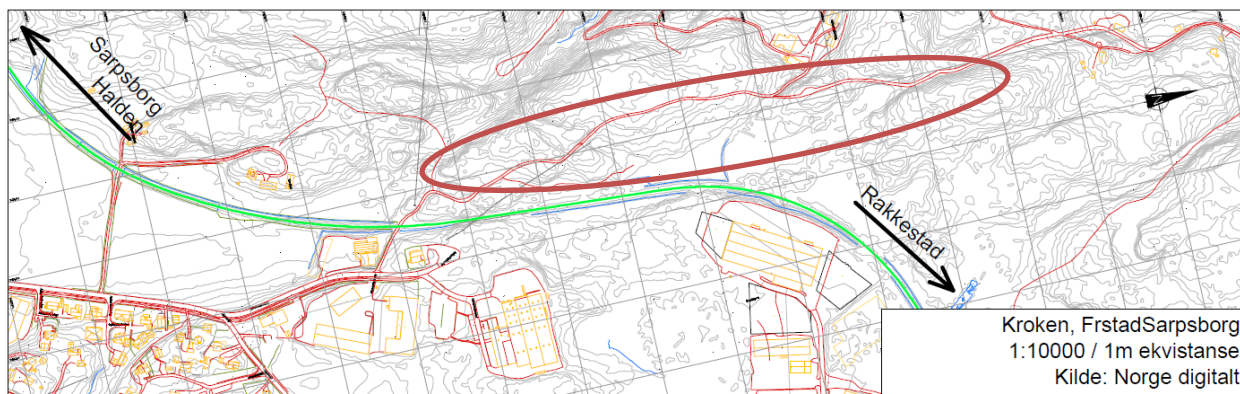 Sarpsborg
Halden
Rakkestad
Kroken, FrstadSarpsborg
1:10000 / 1m ekvistanse
Kilde: Norge digitalt